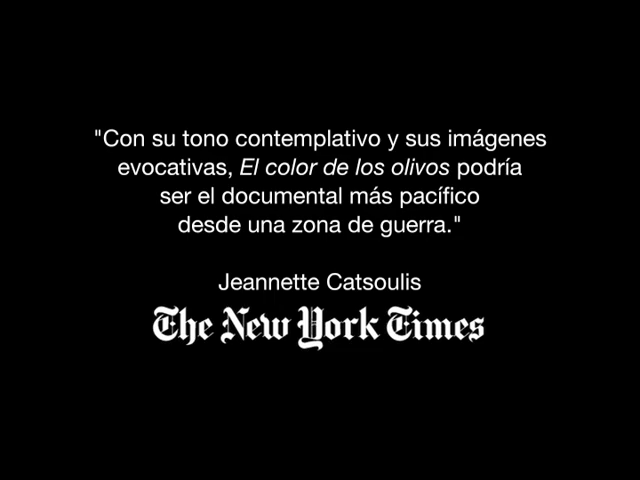 "Con su tono contemplativo y sus imágenes
evocativas, El color de los olivos podría
ser el documental más pacífico
desde una zona de guerra."
Jeannette Catsoulis
The New York Times